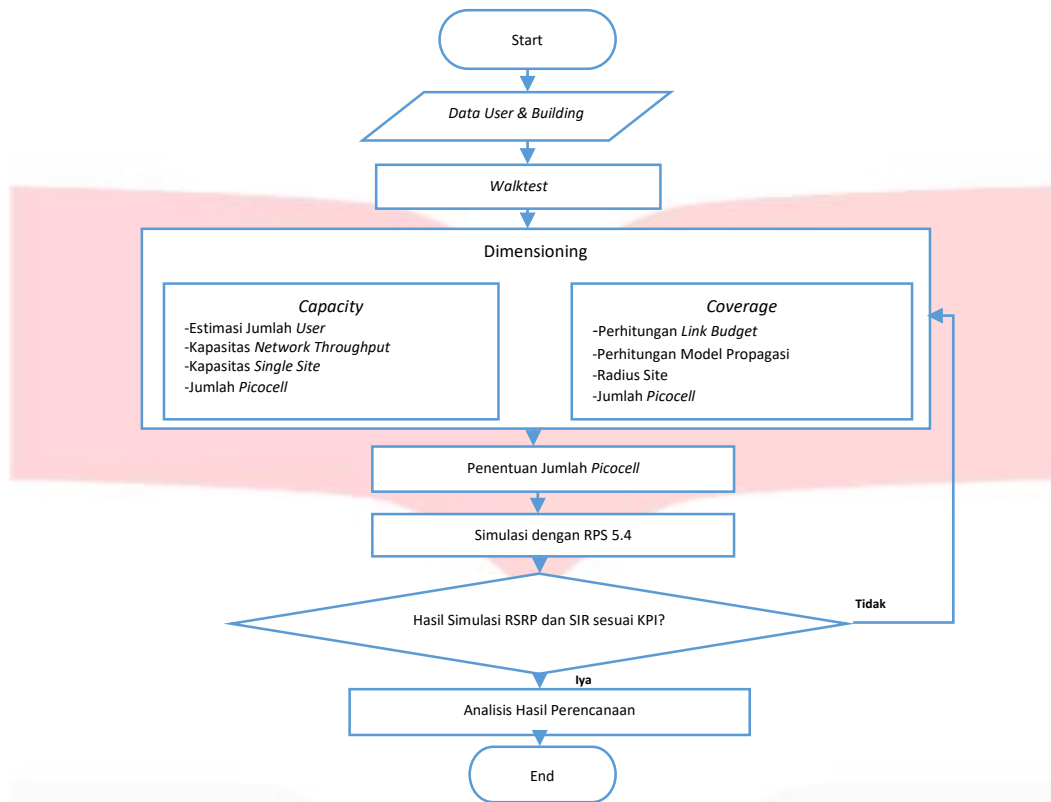 Start
Data User & Building
Walktest
Dimensioning
Capacity
-Estimasi Jumlah User
-Kapasitas Network Throughput
-Kapasitas Single Site
-Jumlah Picocell
Coverage
-Perhitungan Link Budget
-Perhitungan Model Propagasi
-Radius Site
-Jumlah Picocell
Penentuan Jumlah Picocell
Simulasi dengan RPS 5.4
Hasil Simulasi RSRP dan SIR sesuai KPI?
Tidak
Iya
Analisis Hasil Perencanaan
End